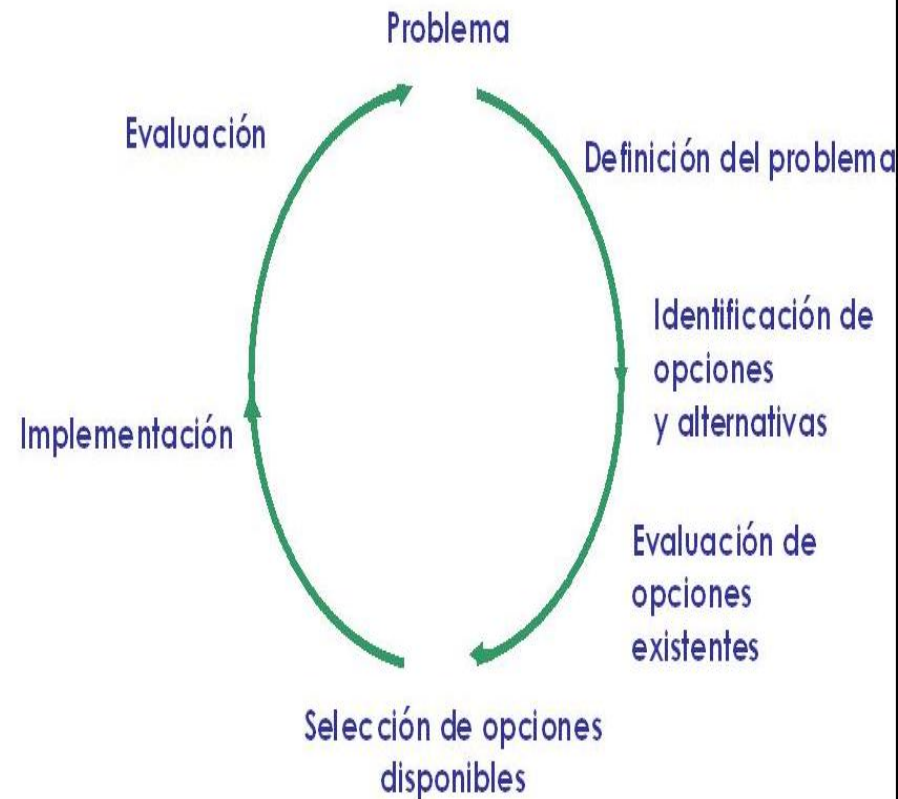 Problema
Definición del problema
Identificación de
opciones
y alternativas
Evaluación de
opciones
existentes
Selección de opciones
disponibles
Implementación
Evaluación